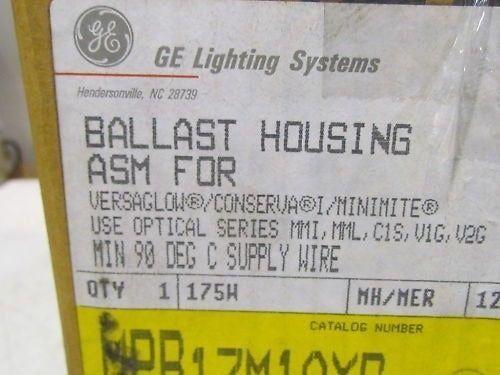 GE
GE Lighting Systems
Hendersonville, NC 28739
BALLAST HOUSING
ASM FOR
VERSAGLOW®/CONSERVA®I/MINIMITE®
USE OPTICAL SERIES MMI, MML, C1S, V1G, V2G
MIN 90 DEG C SUPPLY WIRE
QTY 1 175W MH/MER 12
CATALOG NUMBER